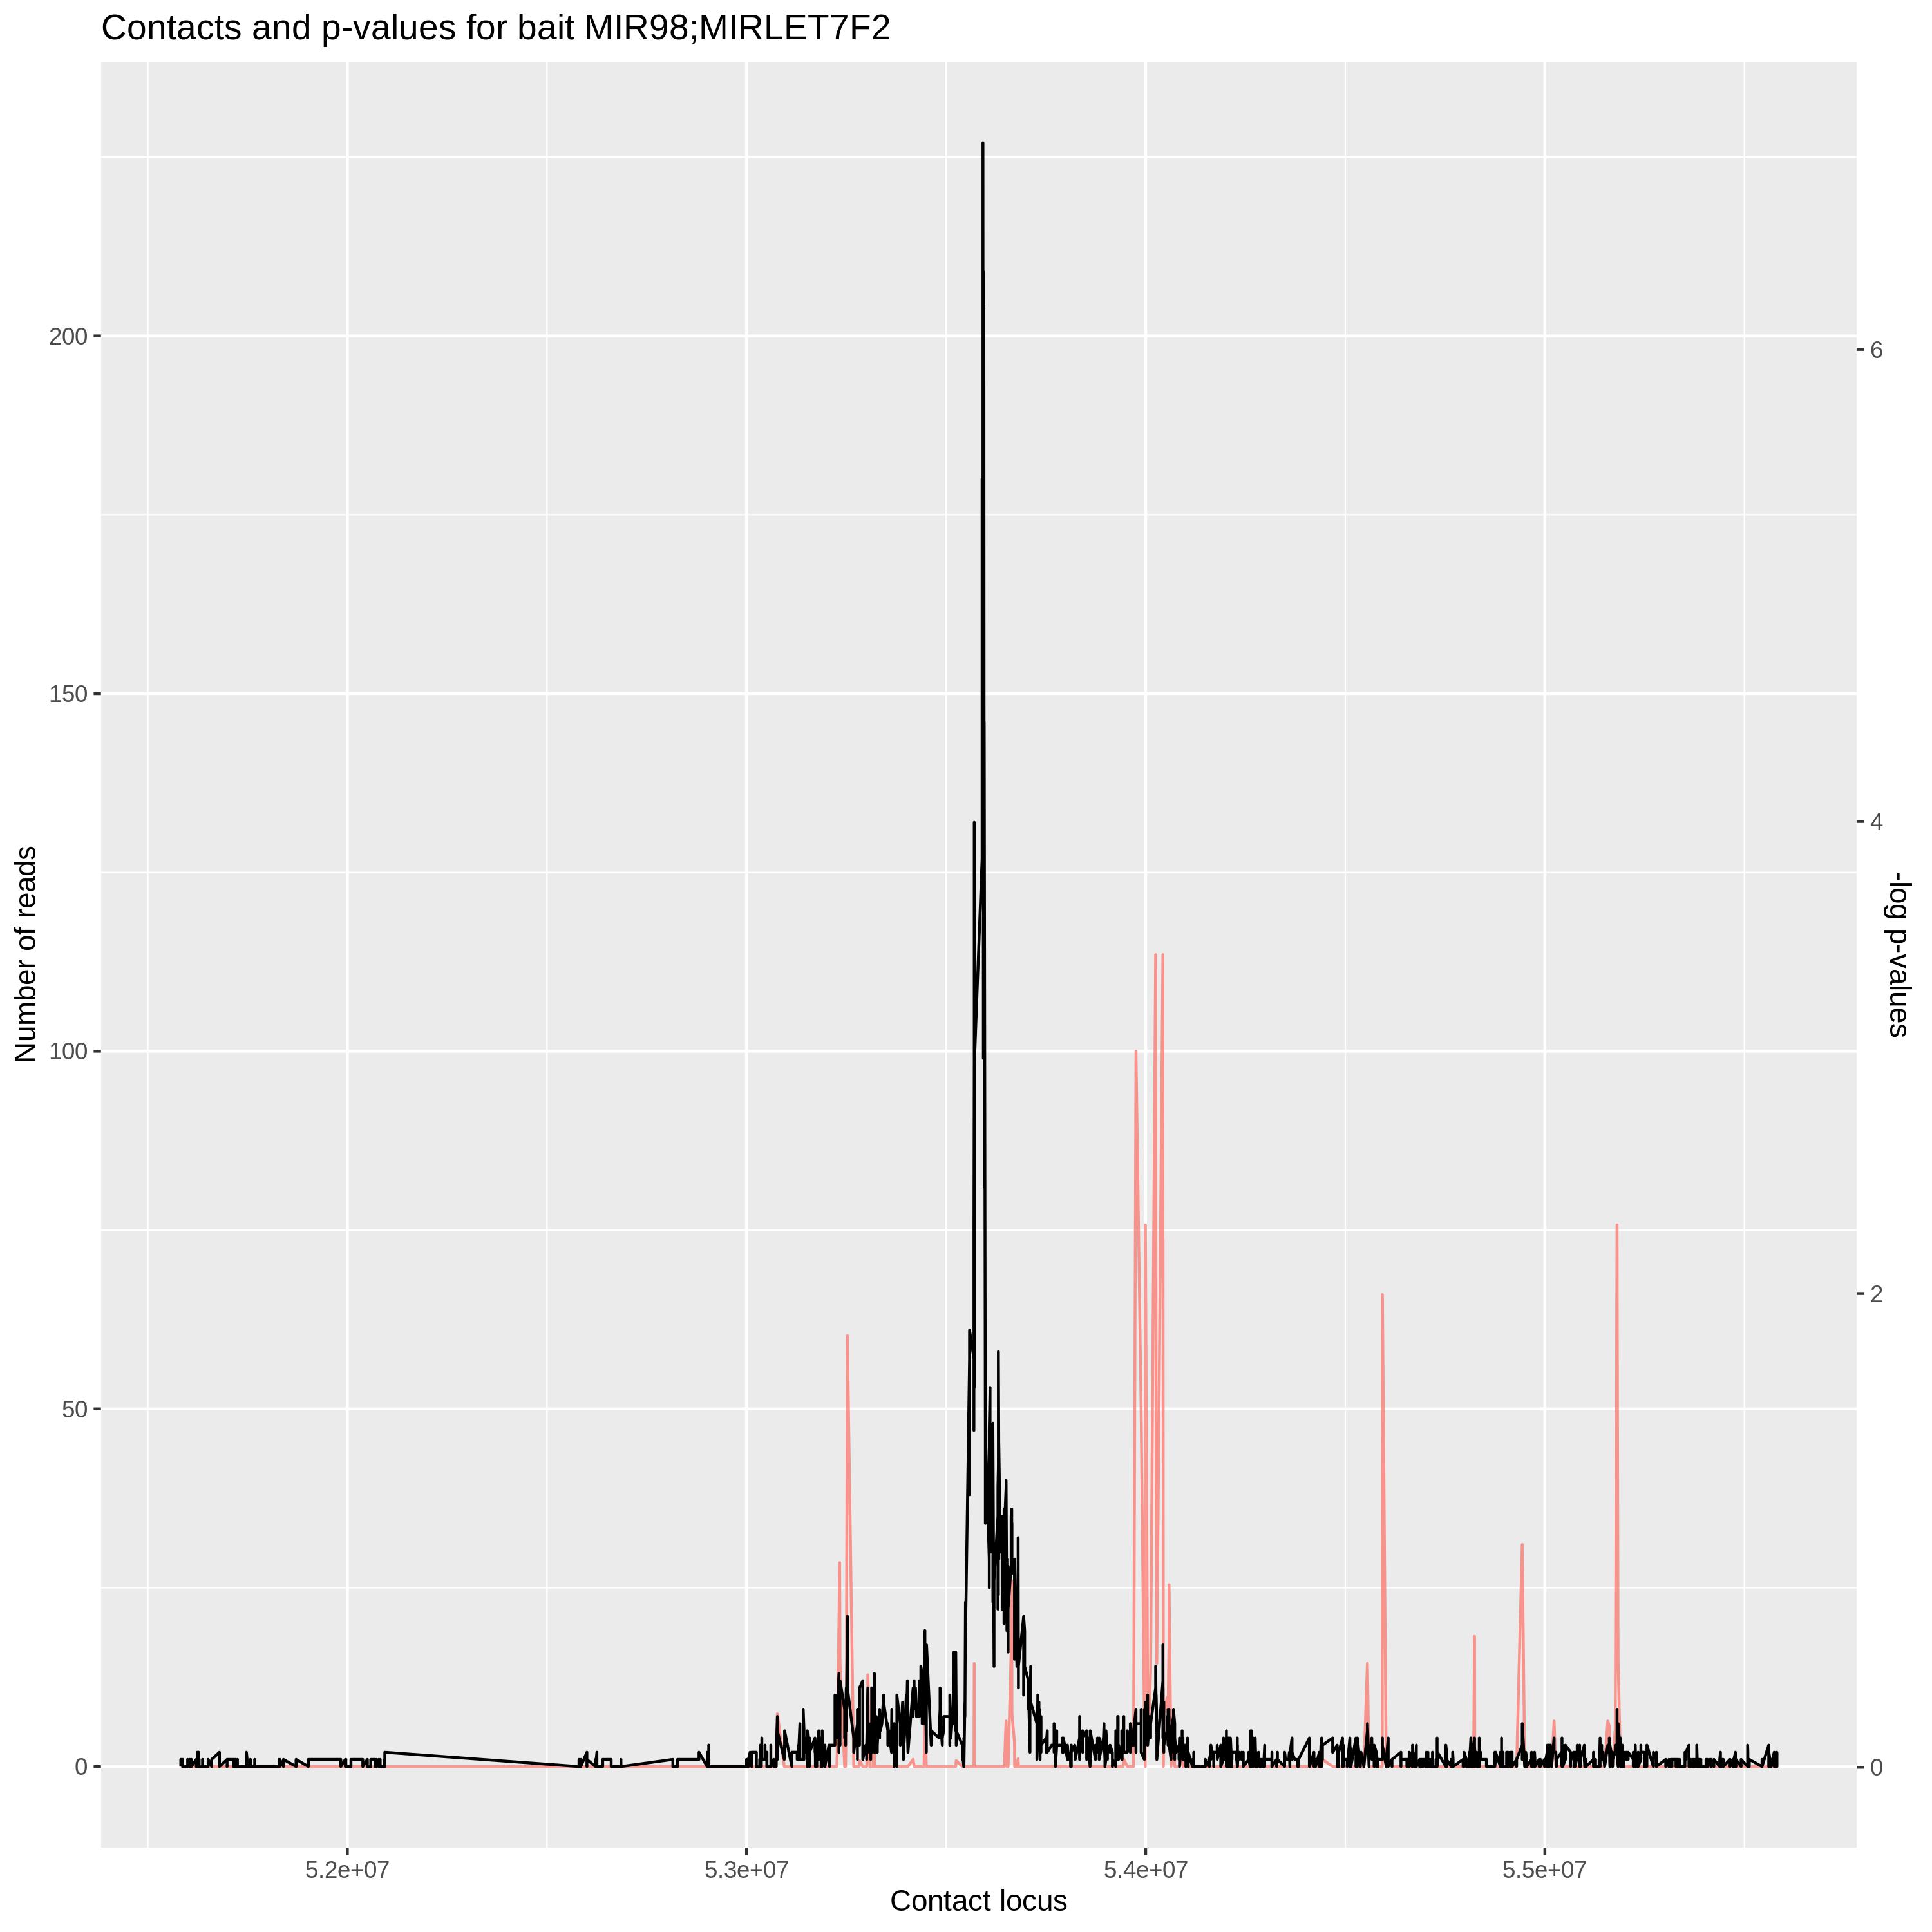 Contacts and p-values for bait MIR98;MIRLET7F2
Number of reads
200
150
100
50
0
6
4
2
0
-log p-values
5.2e+07
5.3e+07
5.4e+07
5.5e+07
Contact locus